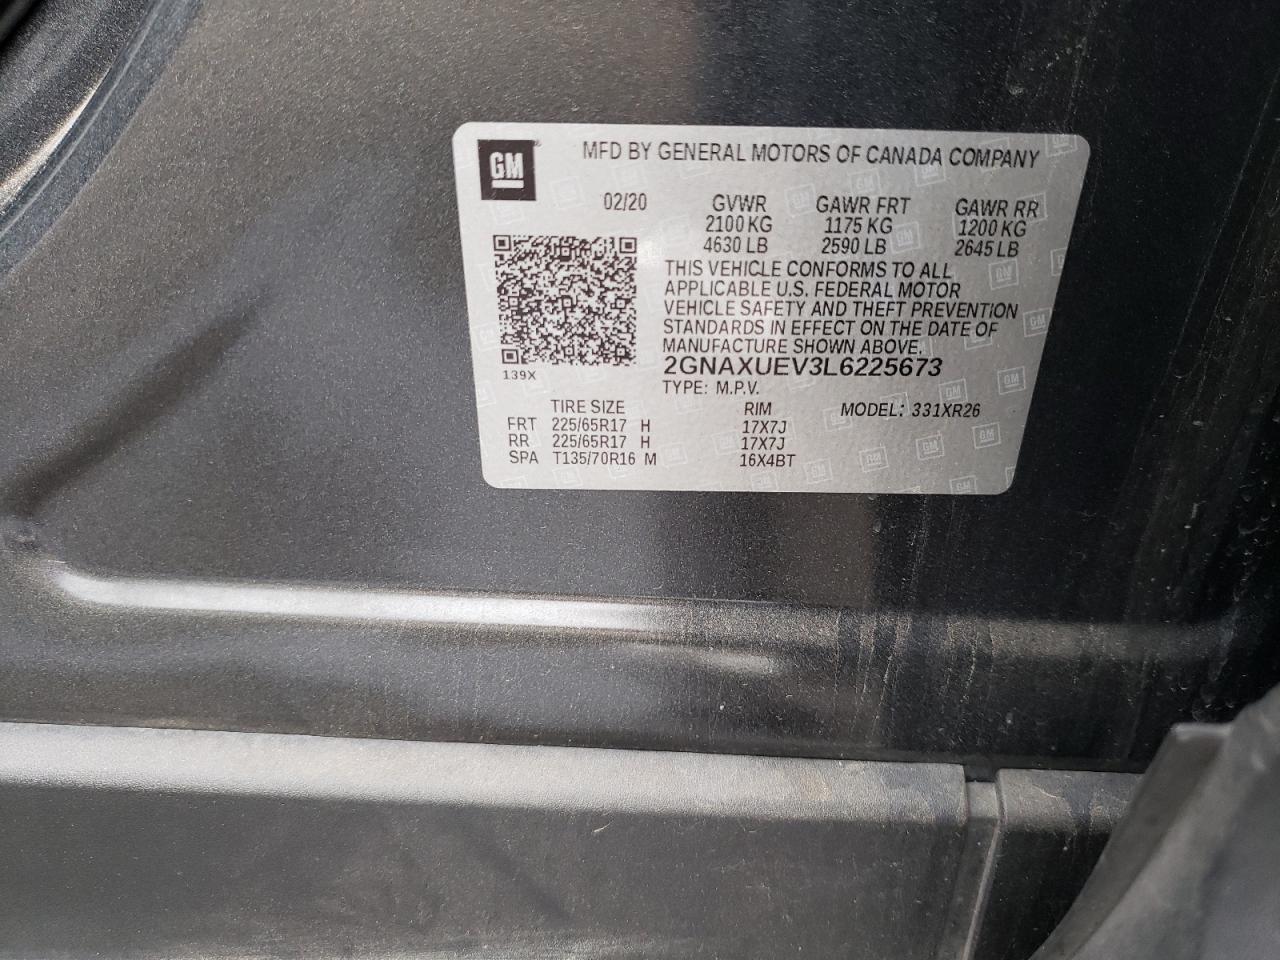 GM
MFD BY GENERAL MOTORS OF CANADA COMPANY
02/20 GVWR GAWR FRT GAWR RR
2100 KG 1175 KG 1200 KG
4630 LB 2590 LB 2645 LB
THIS VEHICLE CONFORMS TO ALL
APPLICABLE U.S. FEDERAL MOTOR
VEHICLE SAFETY AND THEFT PREVENTION
STANDARDS IN EFFECT ON THE DATE OF
MANUFACTURE SHOWN ABOVE.
139X 2GNAXUEV3L6225673
TYPE: M.P.V.
TIRE SIZE RIM MODEL: 331XR26
FRT 225/65R17 H 17X7J
RR 225/65R17 H 17X7J
SPA T135/70R16 M 16X4BT